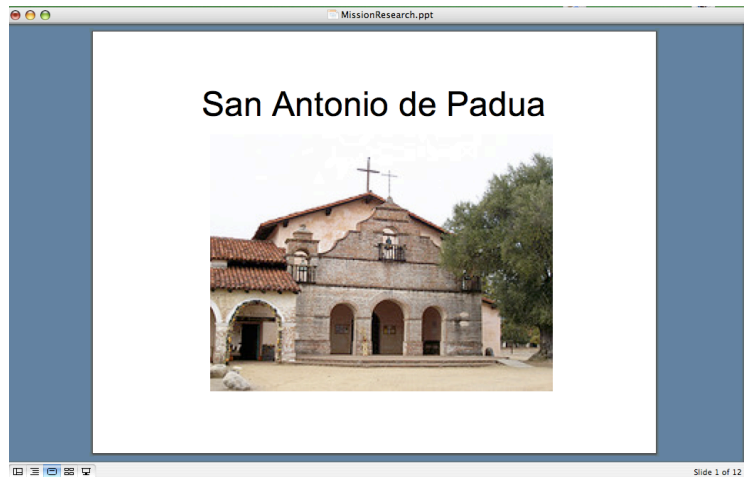 MissionResearch.ppt
San Antonio de Padua
Slide 1 of 12